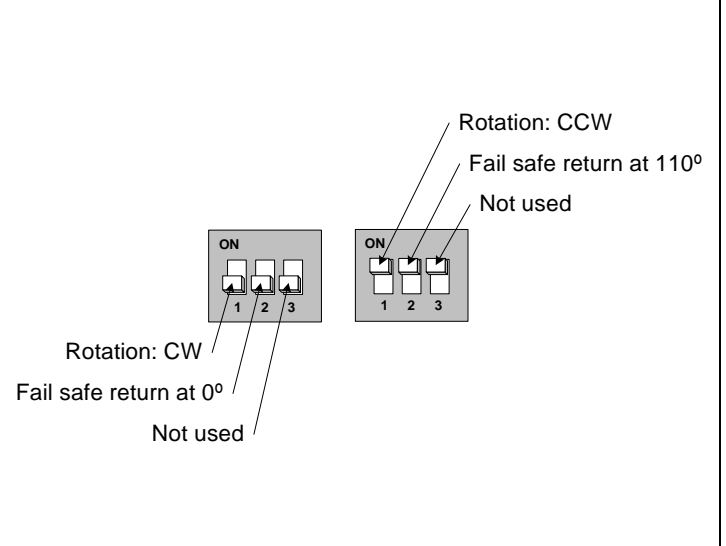 Rotation: CCW
Fail safe return at 110º
Not used
ON
1 2 3
ON
1 2 3
Rotation: CW
Fail safe return at 0º
Not used